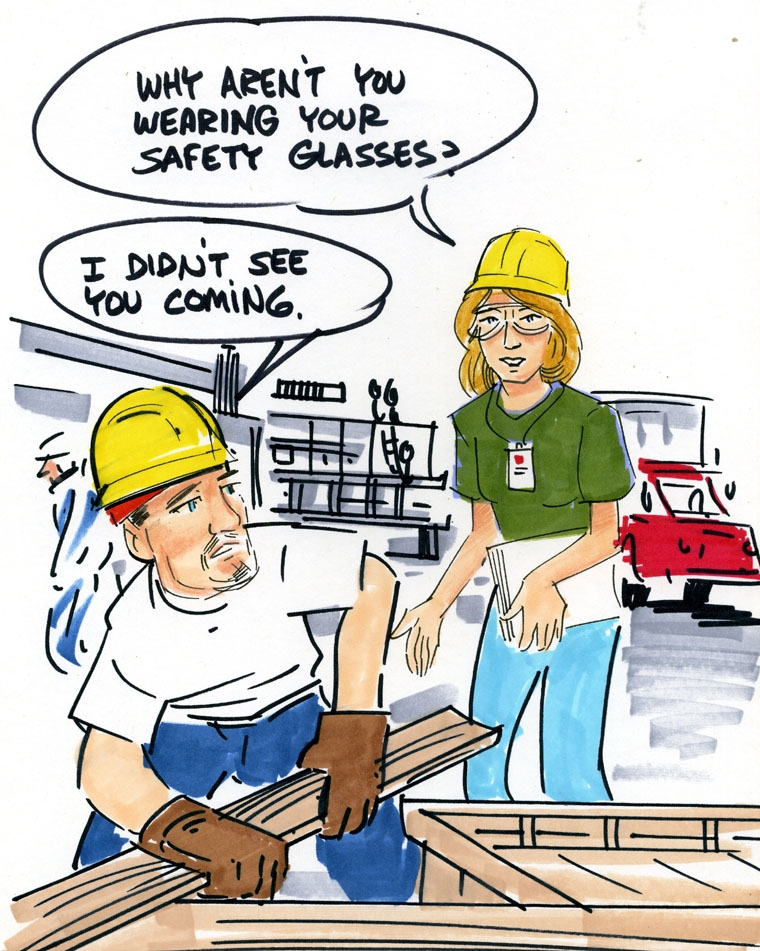 WHY AREN'T YOU
WEARING YOUR
SAFETY GLASSES?
I DIDN'T SEE
YOU COMING.